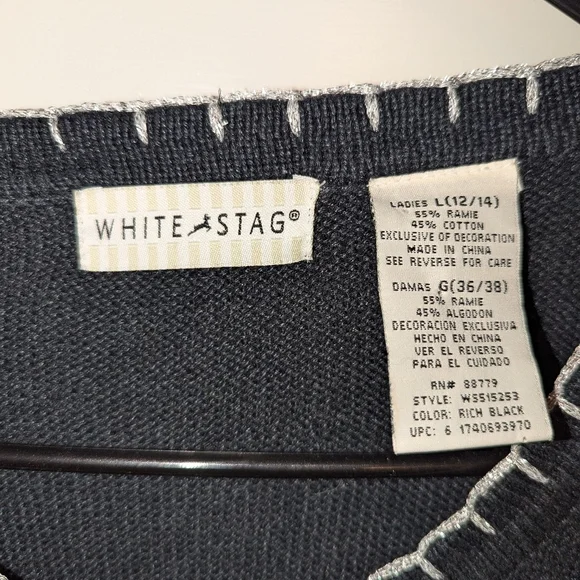 WHITE STAG®
LADIES L(12/14)
55% RAMIE
45% COTTON
EXCLUSIVE OF DECORATION
MADE IN CHINA
SEE REVERSE FOR CARE
DAMAS G(36/38)
55% RAMIE
45% ALGODON
DECORACION EXCLUSIVA
HECHO EN CHINA
VER EL REVERSO
PARA EL CUIDADO
RN# 88779
STYLE: WS515253
COLOR: RICH BLACK
UPC: 6 1740693970